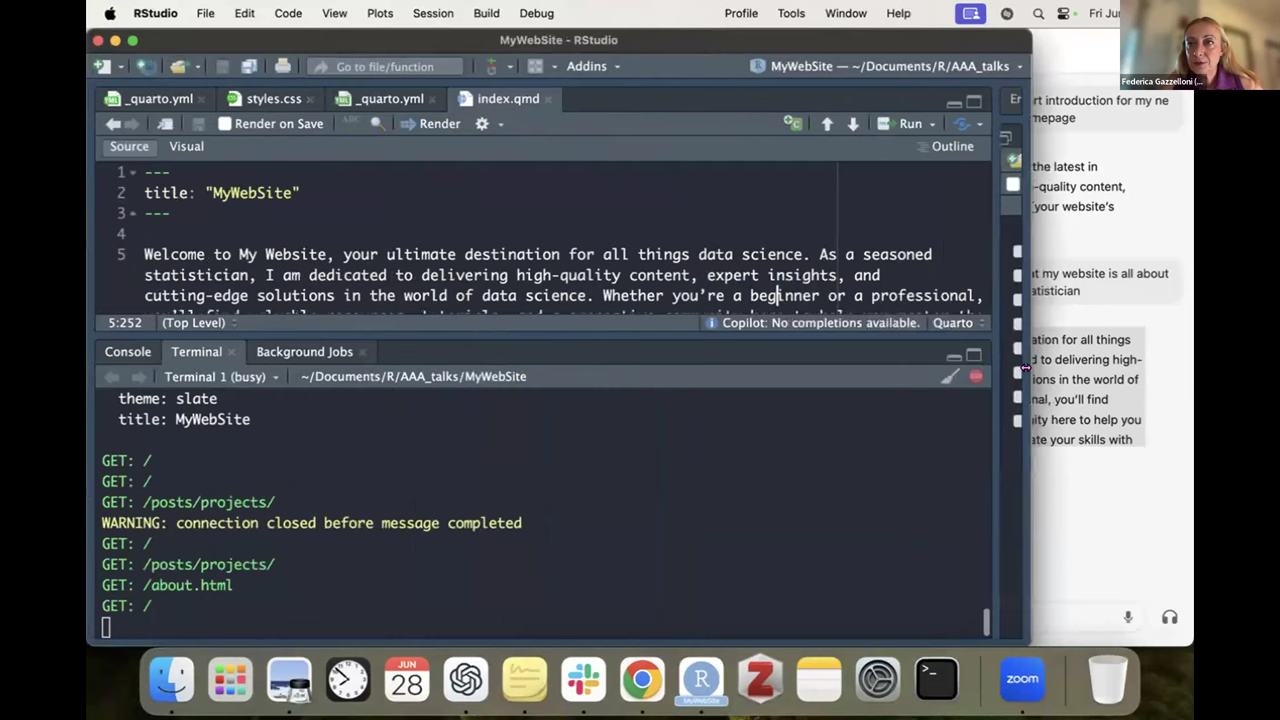 RStudio File Edit Code View Plots Session Build Debug Profile Tools Window Help Fri Jun
MyWebSite - RStudio
Go to file/function Addins MyWebSite — ~/Documents/R/AAA_talks
Federica Gazzelloni (...
_quarto.yml styles.css _quarto.yml index.qmd
Render on Save ABC Render Run
Source Visual Outline
1 ---
2 title: "MyWebSite"
3 ---
4
5 Welcome to My Website, your ultimate destination for all things data science. As a seasoned
statistician, I am dedicated to delivering high-quality content, expert insights, and
cutting-edge solutions in the world of data science. Whether you're a beginner or a professional,
5:252 (Top Level) Copilot: No completions available. Quarto
Console Terminal Background Jobs
Terminal 1 (busy) ~/Documents/R/AAA_talks/MyWebSite
theme: slate
title: MyWebSite
GET: /
GET: /
GET: /posts/projects/
WARNING: connection closed before message completed
GET: /
GET: /posts/projects/
GET: /about.html
GET: /
rt introduction for my ne
mepage
the latest in
-quality content,
your website's
at my website is all about
atistician
ation for all things
d to delivering high-
ions in the world of
nal, you'll find
ity here to help you
ate your skills with
JUN
28
R
MyWebSite
Z
zoom